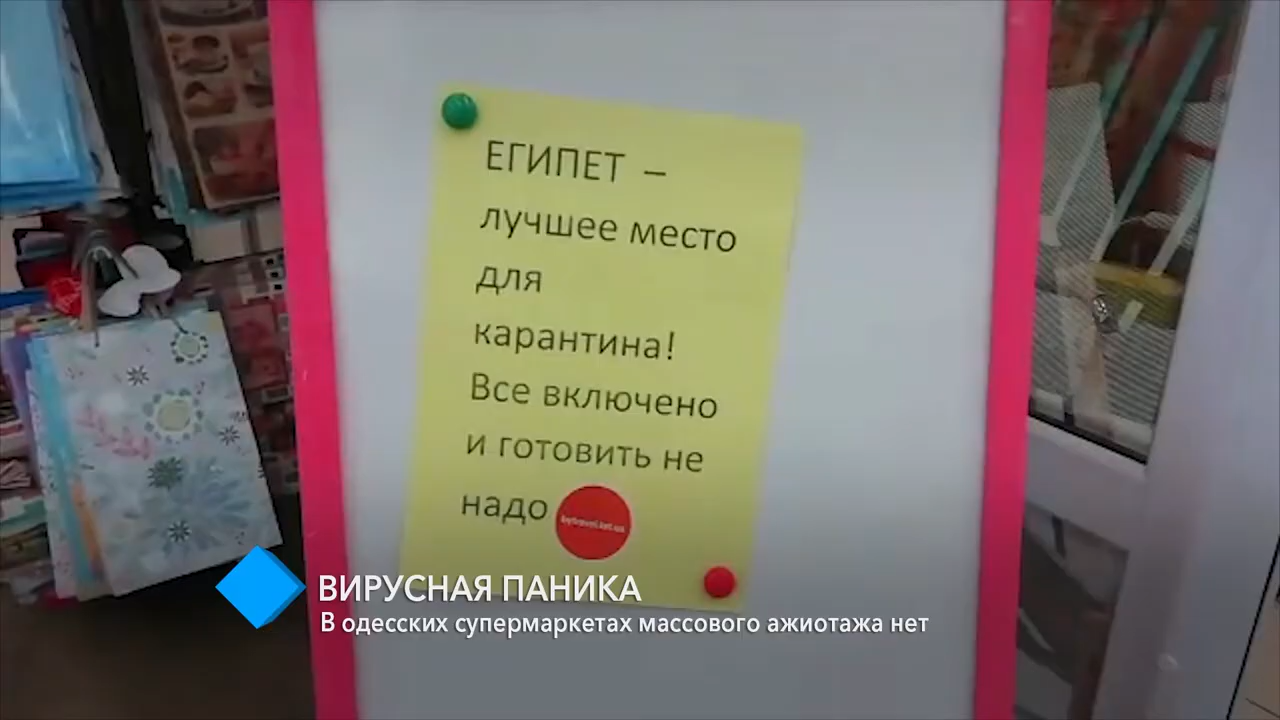 ЕГИПЕТ –
лучшее место
для
карантина!
Все включено
и готовить не
надо
ВИРУСНАЯ ПАНИКА
В одесских супермаркетах массового ажиотажа нет